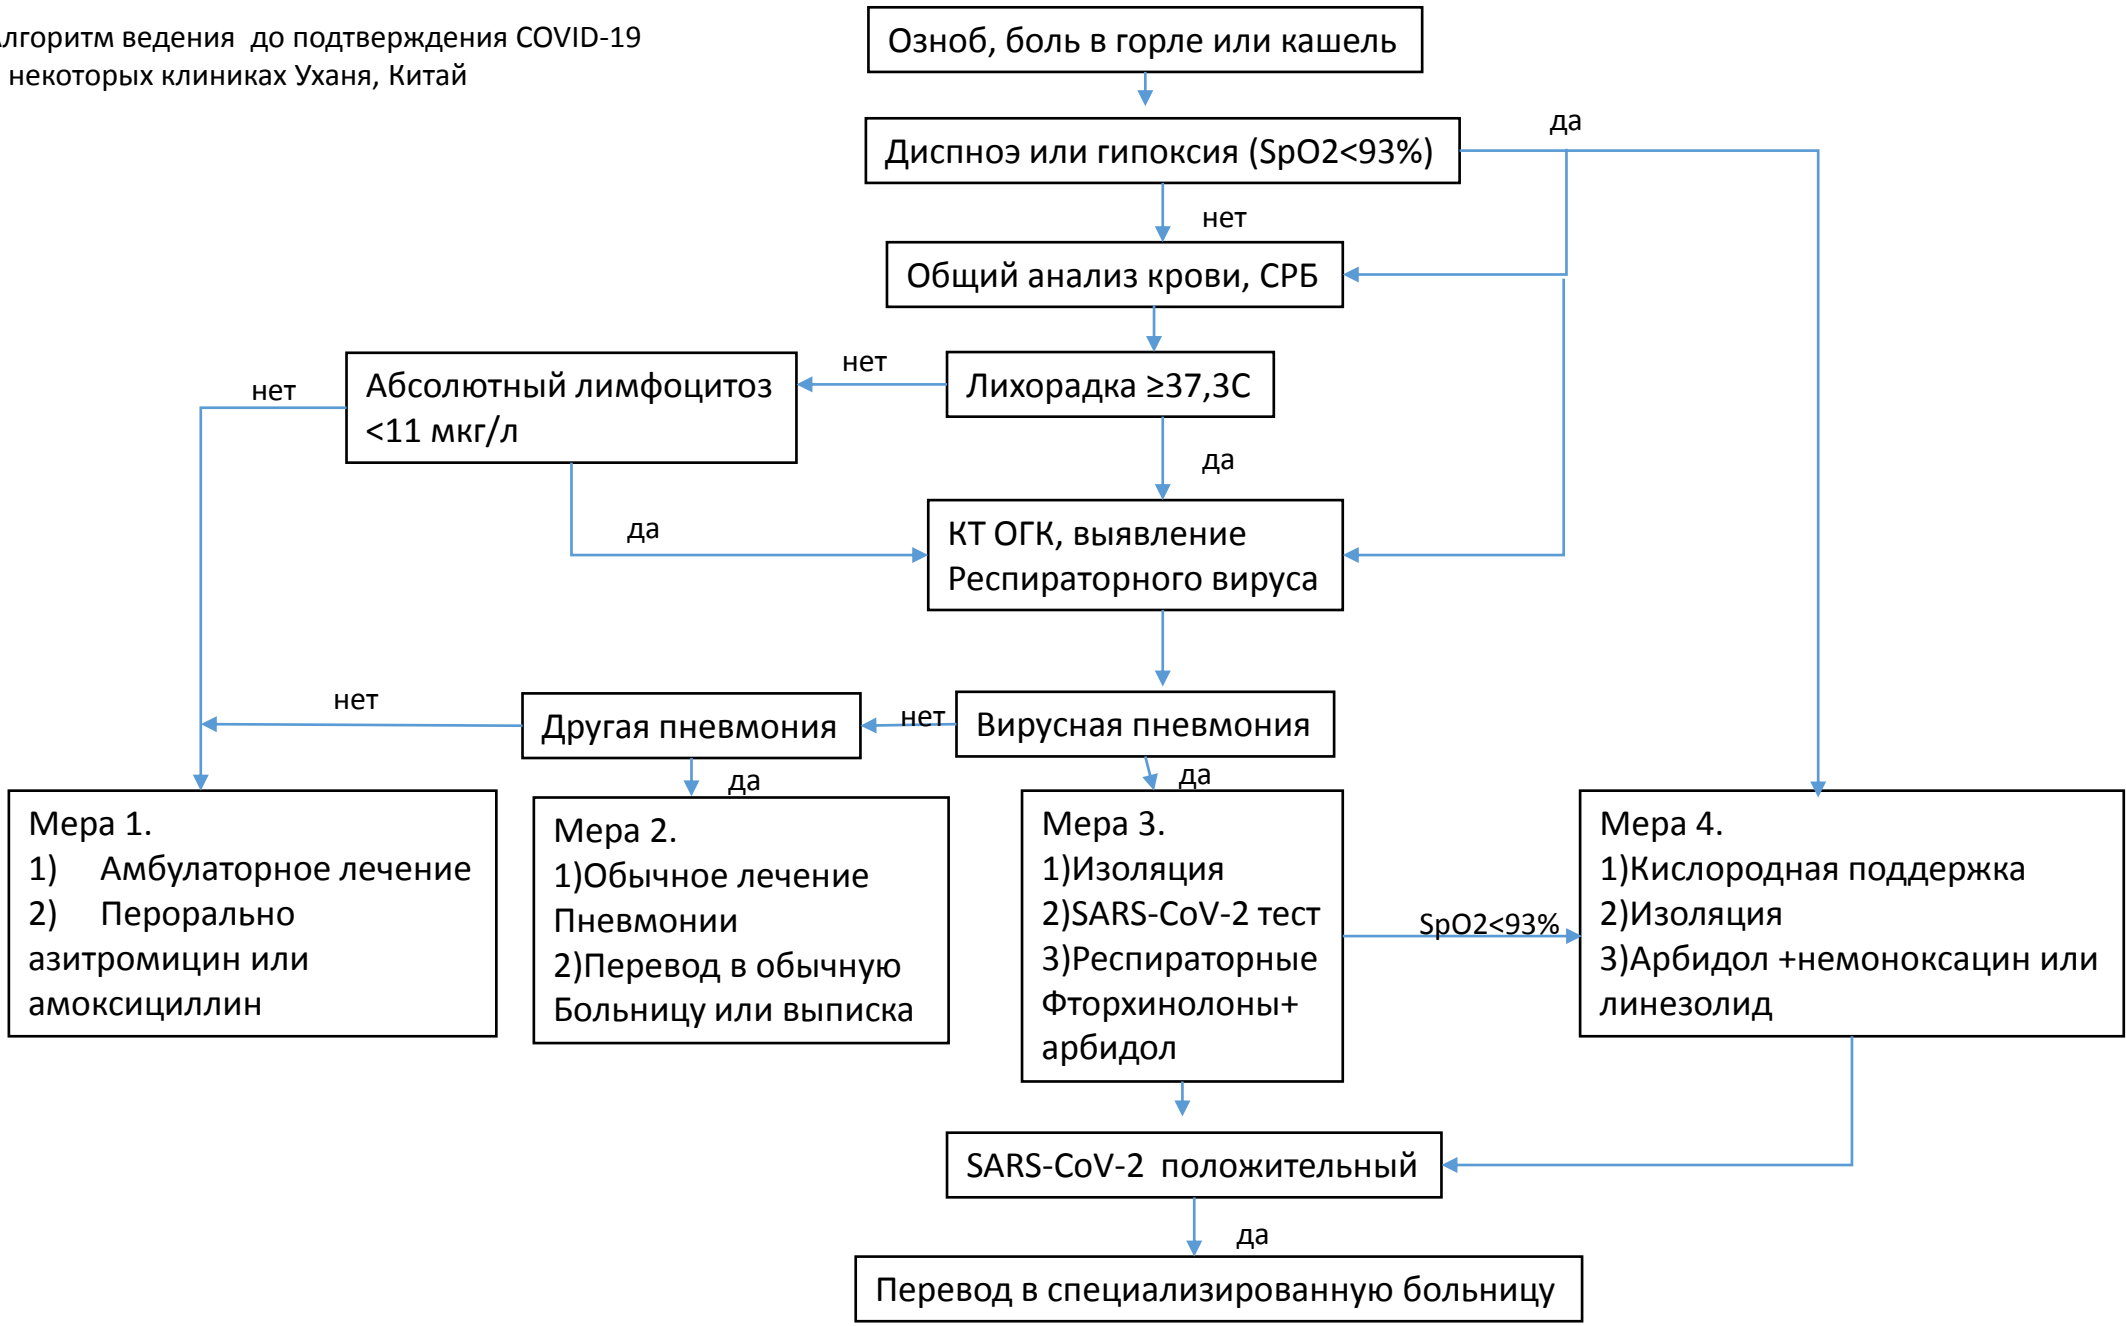 лгоритм ведения до подтверждения COVID-19
некоторых клиниках Уханя, Китай
Озноб, боль в горле или кашель
да
Диспноэ или гипоксия (SpO2<93%)
нет
Общий анализ крови, СРБ
нет
Лихорадка ≥37,3С
нет
Абсолютный лимфоцитоз
<11 мкг/л
да
да
КТ ОГК, выявление
Респираторного вируса
нет
Другая пневмония
нет
Вирусная пневмония
да
да
Мера 1.
1) Амбулаторное лечение
2) Перорально
азитромицин или
амоксициллин
Мера 2.
1)Обычное лечение
Пневмонии
2)Перевод в обычную
Больницу или выписка
Мера 3.
1)Изоляция
2)SARS-CoV-2 тест
3)Респираторные
Фторхинолоны+
арбидол
SpO2<93%
Мера 4.
1)Кислородная поддержка
2)Изоляция
3)Арбидол +немоноксацин или
линезолид
SARS-CoV-2 положительный
да
Перевод в специализированную больницу